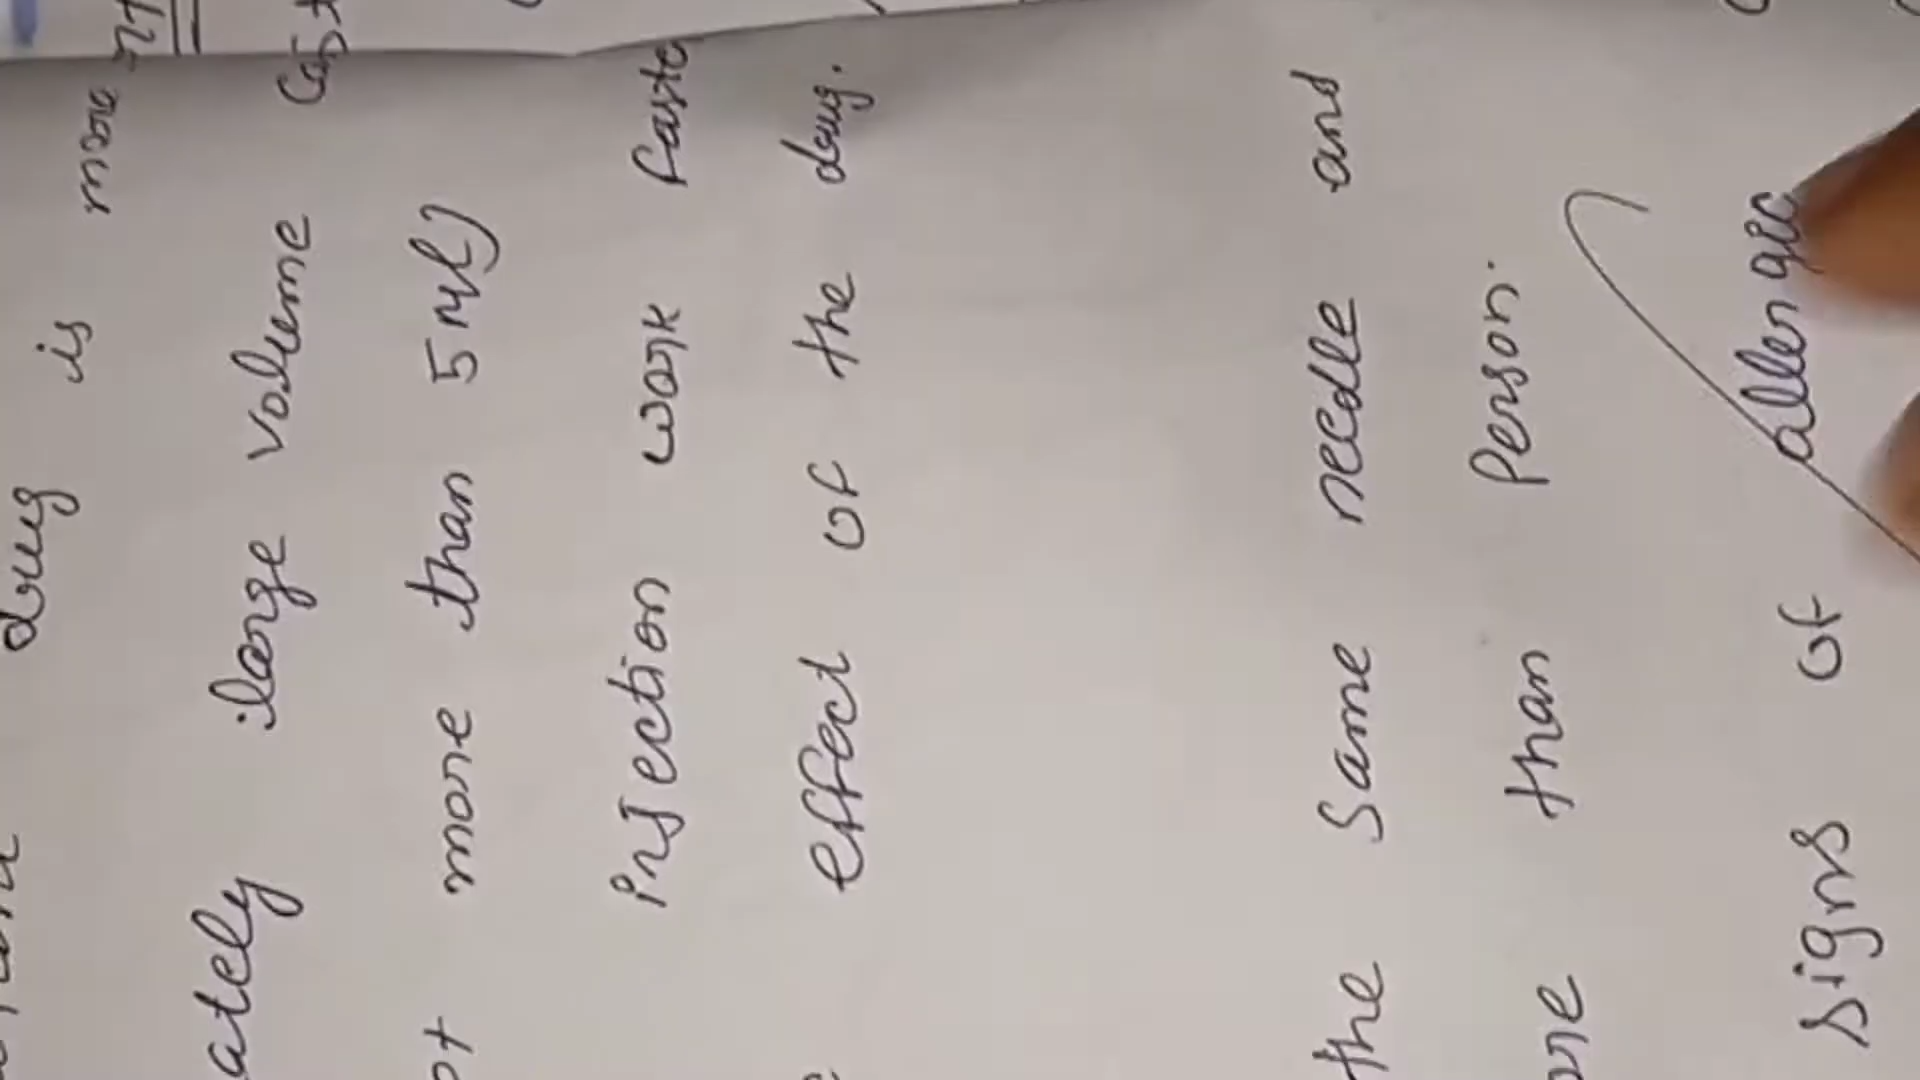 drug is more
ately large volume
more than 5 ml)
injection work faste
effect of the drug.
the same needle and
than Person.
signs of allergic